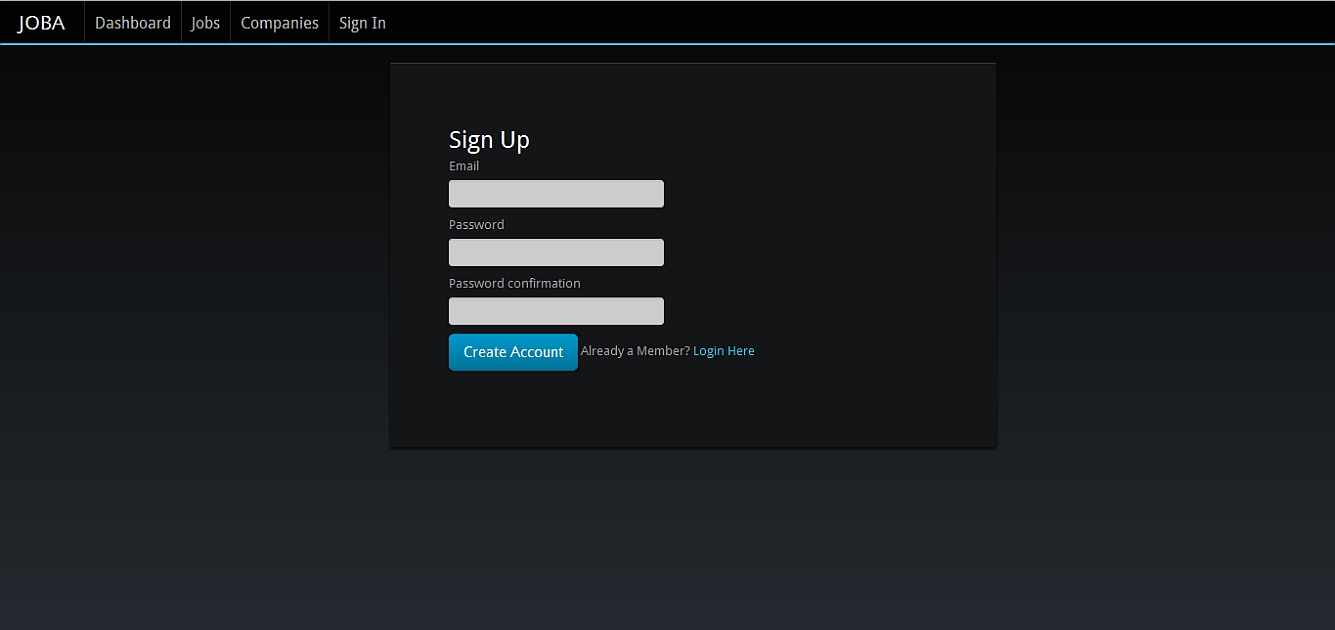 JOBA Dashboard Jobs Companies Sign In
Sign Up
Email
Password
Password confirmation
Create Account Already a Member? Login Here